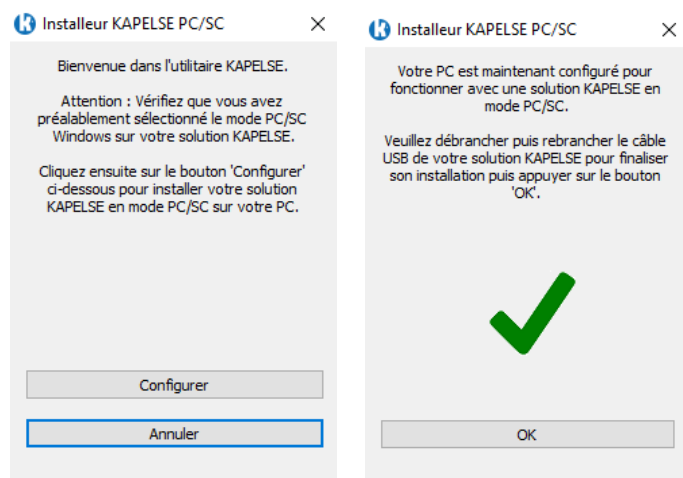 Installeur KAPELSE PC/SC
Bienvenue dans l'utilitaire KAPELSE.
Attention : Vérifiez que vous avez
préalablement sélectionné le mode PC/SC
Windows sur votre solution KAPELSE.
Cliquez ensuite sur le bouton 'Configurer'
ci-dessous pour installer votre solution
KAPELSE en mode PC/SC sur votre PC.
Configurer
Annuler
Installeur KAPELSE PC/SC
Votre PC est maintenant configuré pour
fonctionner avec une solution KAPELSE en
mode PC/SC.
Veuillez débrancher puis rebrancher le câble
USB de votre solution KAPELSE pour finaliser
son installation puis appuyer sur le bouton
'OK'.
OK